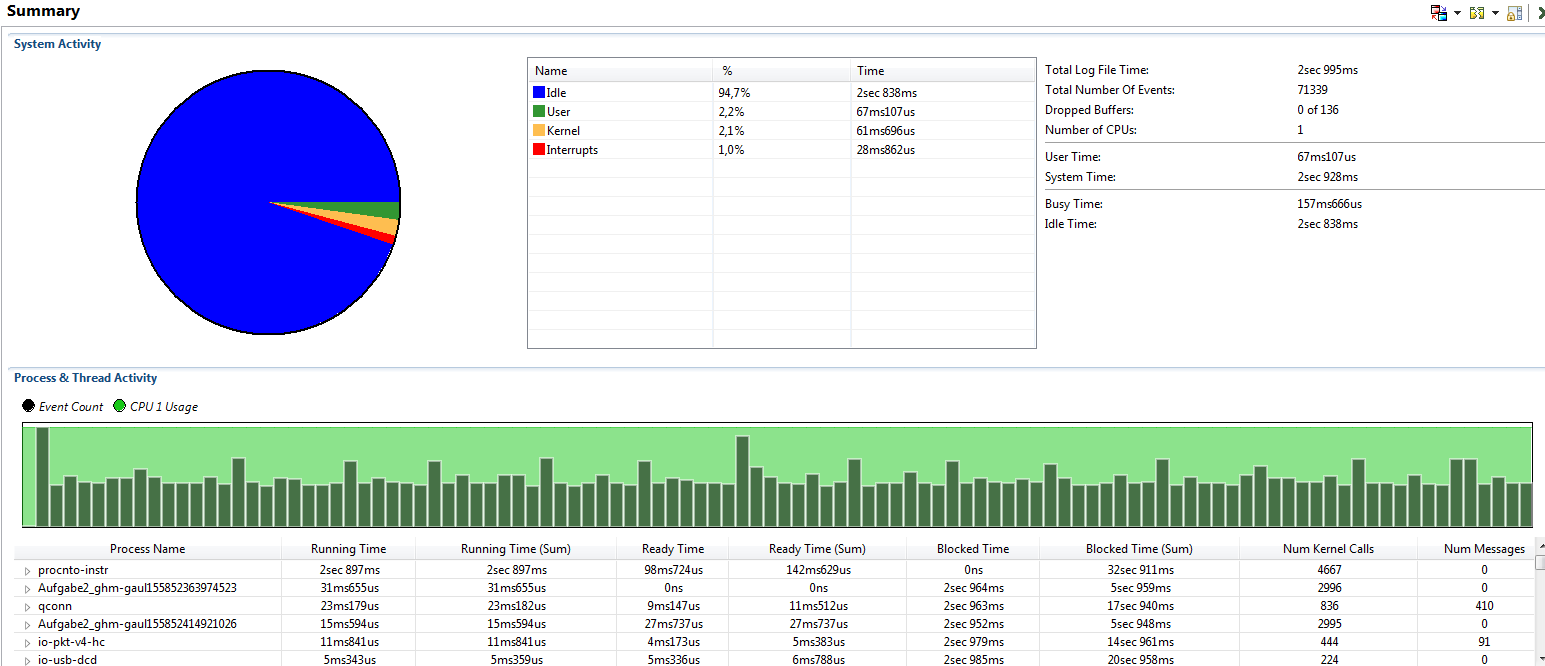 Summary
System Activity
Name % Time
Idle 94,7% 2sec 838ms
User 2,2% 67ms107us
Kernel 2,1% 61ms696us
Interrupts 1,0% 28ms862us
Total Log File Time: 2sec 995ms
Total Number Of Events: 71339
Dropped Buffers: 0 of 136
Number of CPUs: 1
User Time: 67ms107us
System Time: 2sec 928ms
Busy Time: 157ms666us
Idle Time: 2sec 838ms
Process & Thread Activity
Event Count CPU 1 Usage
Process Name Running Time Running Time (Sum) Ready Time Ready Time (Sum) Blocked Time Blocked Time (Sum) Num Kernel Calls Num Messages
procnto-instr 2sec 897ms 2sec 897ms 98ms724us 142ms629us 0ns 32sec 911ms 4667 0
Aufgabe2_ghm-gaul155852363974523 31ms655us 31ms655us 0ns 0ns 2sec 964ms 5sec 959ms 2996 0
qconn 23ms179us 23ms182us 9ms147us 11ms512us 2sec 963ms 17sec 940ms 836 410
Aufgabe2_ghm-gaul155852414921026 15ms594us 15ms594us 27ms737us 27ms737us 2sec 952ms 5sec 948ms 2995 0
io-pkt-v4-hc 11ms841us 11ms841us 4ms173us 5ms383us 2sec 979ms 14sec 961ms 444 91
io-usb-dcd 5ms343us 5ms359us 5ms336us 6ms788us 2sec 985ms 20sec 958ms 224 0